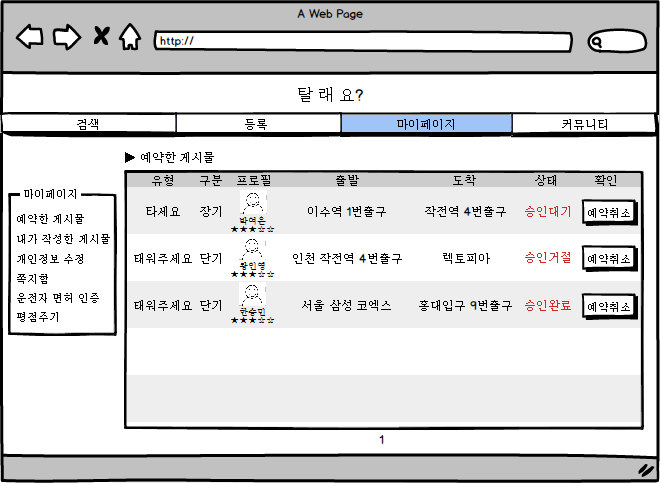 A Web Page
http://
탈 래 요?
검색 등록 마이페이지 커뮤니티
▶ 예약한 게시물
마이페이지
예약한 게시물
내가 작성한 게시물
개인정보 수정
쪽지함
운전자 면허 인증
평점주기
유형 구분 프로필 출발 도착 상태 확인
타세요 장기 박여은 ★★★☆☆ 이수역 1번출구 작전역 4번출구 승인대기 예약취소
태워주세요 단기 황인영 ★★★☆☆ 인천 작전역 4번출구 렉토피아 승인거절 예약취소
태워주세요 단기 한승민 ★★★☆☆ 서울 삼성 코엑스 홍대입구 9번출구 승인완료 예약취소
1